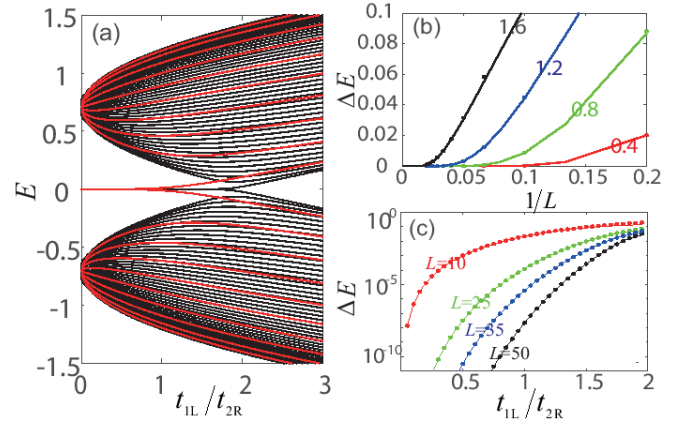 (a)
1.5
1
0.5
0
-0.5
-1
-1.5
E
0
1
2
3
t1L/t2R
(b)
0.1
0.08
0.06
0.04
0.02
0
ΔE
1.6
1.2
0.8
0.4
0
0.05
0.1
0.15
0.2
1/L
(c)
10^0
10^-5
10^-10
ΔE
L=10
L=25
L=35
L=50
0.5
1
1.5
2
t1L/t2R